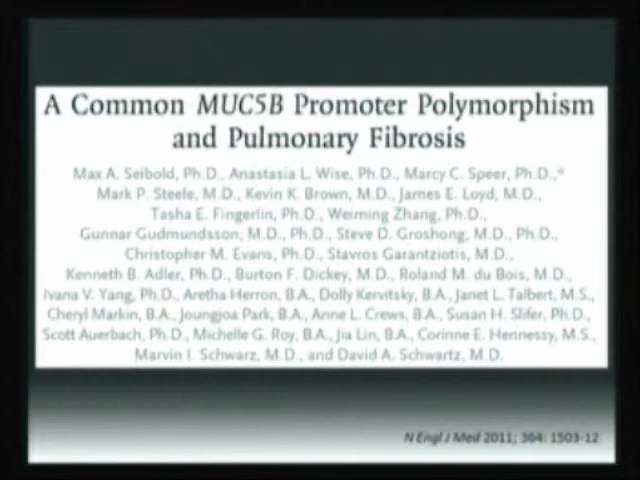 A Common MUC5B Promoter Polymorphism
and Pulmonary Fibrosis
Max A. Seibold, Ph.D., Anastasia L. Wise, Ph.D., Marcy C. Speer, Ph.D.,*
Mark P. Steele, M.D., Kevin K. Brown, M.D., James E. Loyd, M.D.,
Tasha E. Fingerlin, Ph.D., Weiming Zhang, Ph.D.,
Gunnar Gudmundsson, M.D., Ph.D., Steve D. Groshong, M.D., Ph.D.,
Christopher M. Evans, Ph.D., Stavros Garantziotis, M.D.,
Kenneth B. Adler, Ph.D., Burton F. Dickey, M.D., Roland M. du Bois, M.D.,
Ivana V. Yang, Ph.D., Aretha Herron, B.A., Dolly Kervitsky, B.A., Janet L. Talbert, M.S.,
Cheryl Markin, B.A., Joungjoa Park, B.A., Anne L. Crews, B.A., Susan H. Slifer, Ph.D.,
Scott Auerbach, Ph.D., Michelle G. Roy, B.A., Jia Lin, B.A., Corinne E. Hennessy, M.S.,
Marvin I. Schwarz, M.D., and David A. Schwartz, M.D.
N Engl J Med 2011; 364: 1503-12